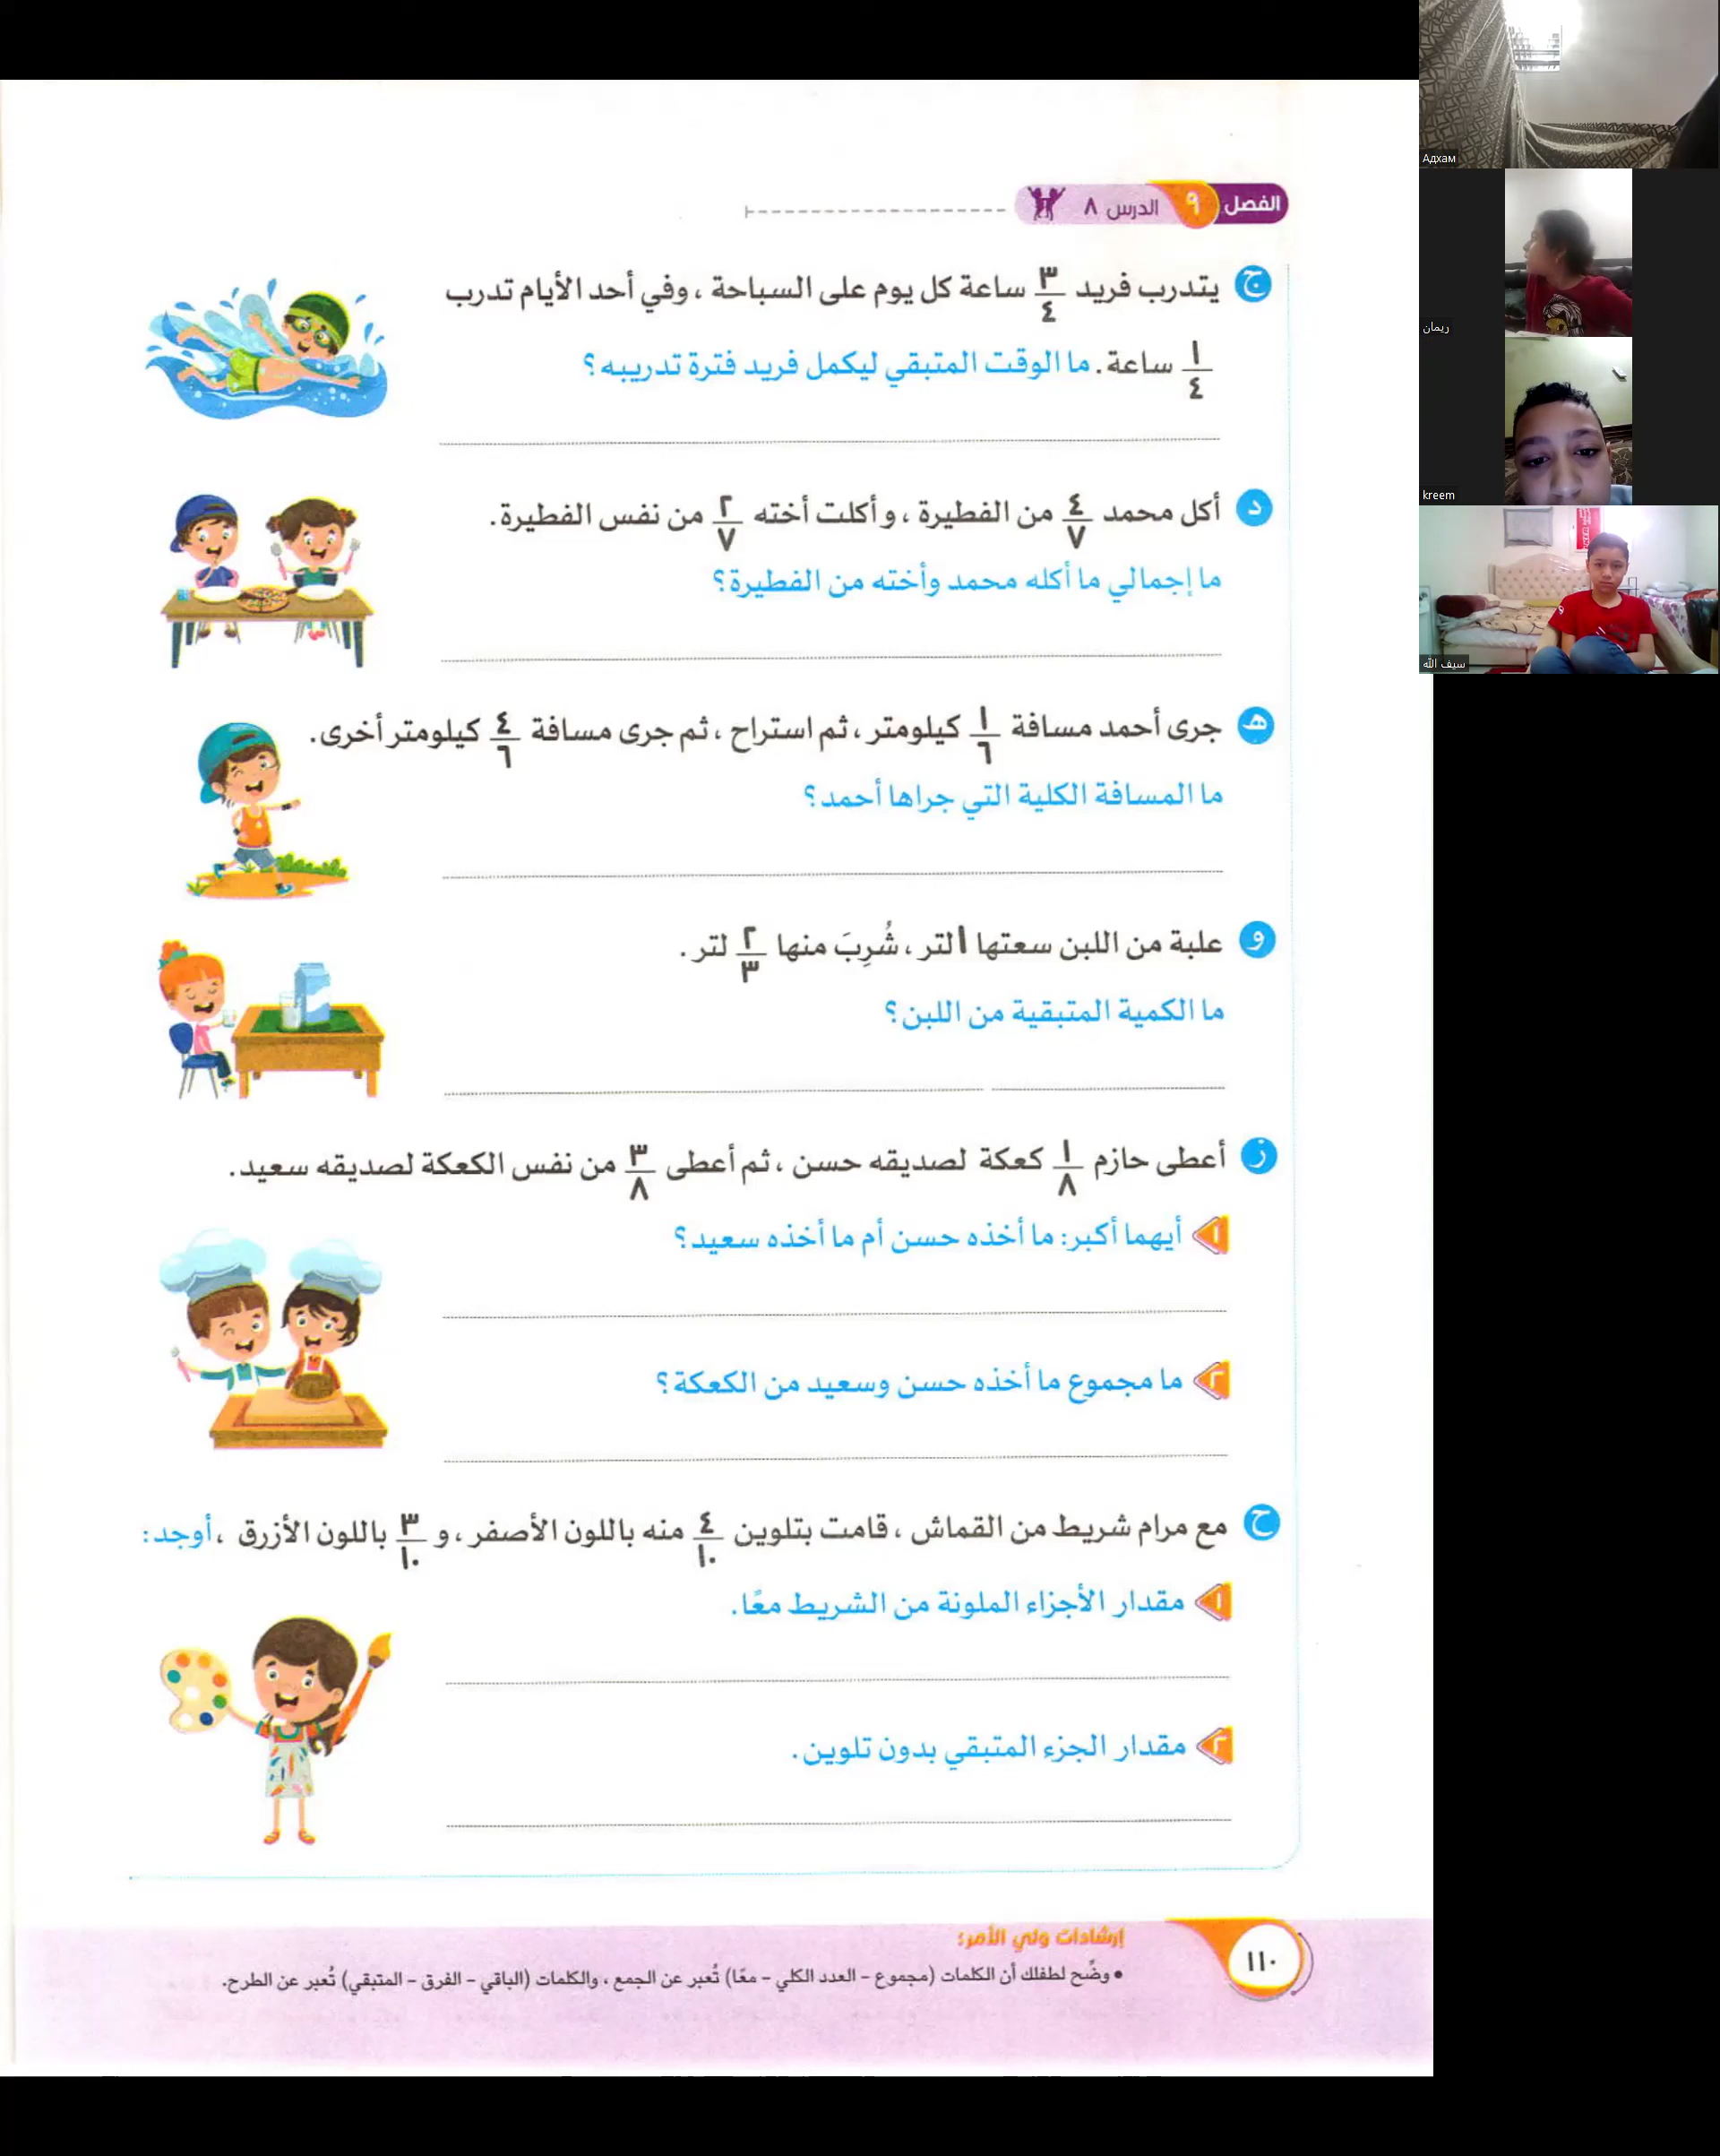 الفصل ٩ الدرس ٨
ج يتدرب فريد ٣/٤ ساعة كل يوم على السباحة ، وفي أحد الأيام تدرب
١/٤ ساعة. ما الوقت المتبقي ليكمل فريد فترة تدريبه؟
د أكل محمد ٤/٧ من الفطيرة ، وأكلت أخته ٢/٧ من نفس الفطيرة.
ما إجمالي ما أكله محمد وأخته من الفطيرة؟
هـ جرى أحمد مسافة ١/٦ كيلومتر ، ثم استراح ، ثم جرى مسافة ٤/٦ كيلومتر أخرى.
ما المسافة الكلية التي جراها أحمد؟
و علبة من اللبن سعتها ١ لتر ، شُرِبَ منها ٢/٣ لتر.
ما الكمية المتبقية من اللبن؟
ز أعطى حازم ١/٨ كعكة لصديقه حسن ، ثم أعطى ٣/٨ من نفس الكعكة لصديقه سعيد.
١ أيهما أكبر: ما أخذه حسن أم ما أخذه سعيد؟
٢ ما مجموع ما أخذه حسن وسعيد من الكعكة؟
ح مع مرام شريط من القماش ، قامت بتلوين ٤/١٠ منه باللون الأصفر ، و ٣/١٠ باللون الأزرق ، أوجد:
١ مقدار الأجزاء الملونة من الشريط معًا.
٢ مقدار الجزء المتبقي بدون تلوين.
إرشادات ولي الأمر:
• وضّح لطفلك أن الكلمات (مجموع - العدد الكلي - معًا) تُعبر عن الجمع ، والكلمات (الباقي - الفرق - المتبقي) تُعبر عن الطرح.
١١٠
Адхам
ريمان
kreem
سيف الله